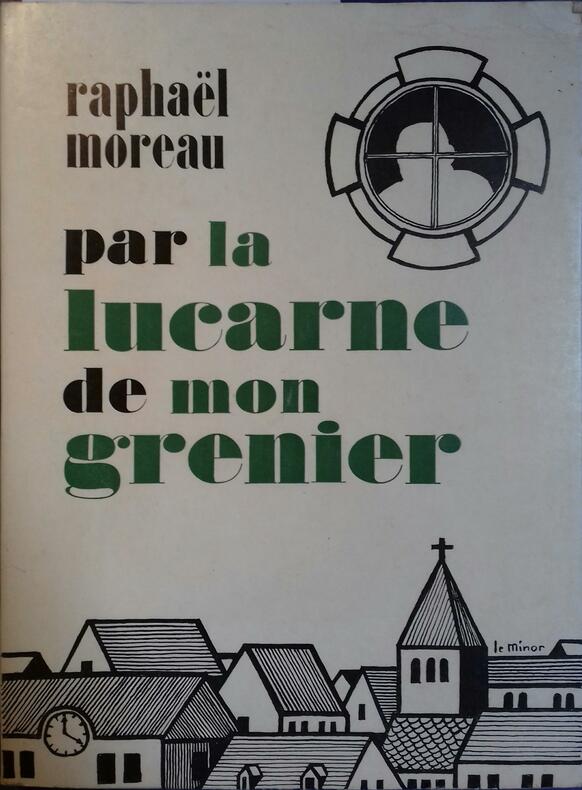 raphaël
moreau
par la
lucarne
de mon
grenier
le minor